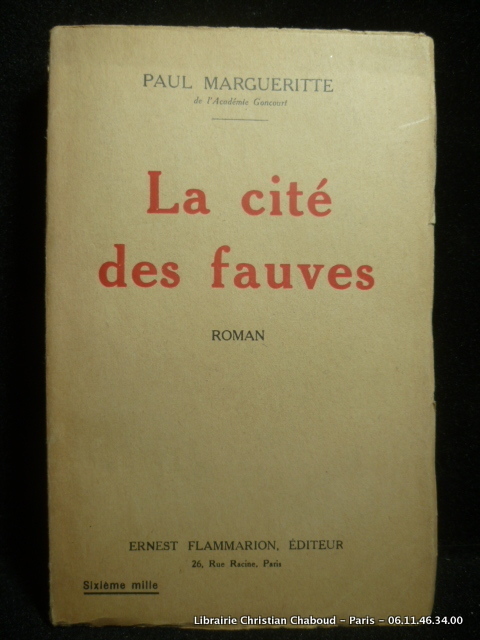 PAUL MARGUERITTE
de l'Académie Goncourt
La cité
des fauves
ROMAN
ERNEST FLAMMARION, ÉDITEUR
26, Rue Racine, Paris
Sixième mille
Librairie Christian Chaboud – Paris – 06.11.46.34.00